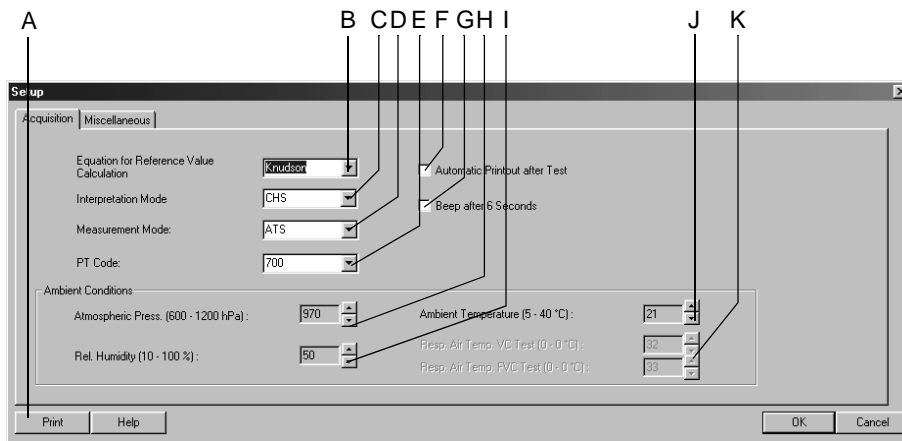 A B C D E F G H I J K
Setup
Acquisition Miscellaneous
Equation for Reference Value Calculation Knudson Automatic Printout after Test
Interpretation Mode CHS
Beep after 6 Seconds
Measurement Mode: ATS
PT Code: 700
Ambient Conditions
Atmospheric Press. (600 - 1200 hPa) : 970 Ambient Temperature (5 - 40 °C) : 21
Rel. Humidity (10 - 100 %) : 50 Resp. Air Temp. VC Test (0 - 0 °C) : 32
Resp. Air Temp. FVC Test (0 - 0 °C) : 33
Print Help OK Cancel